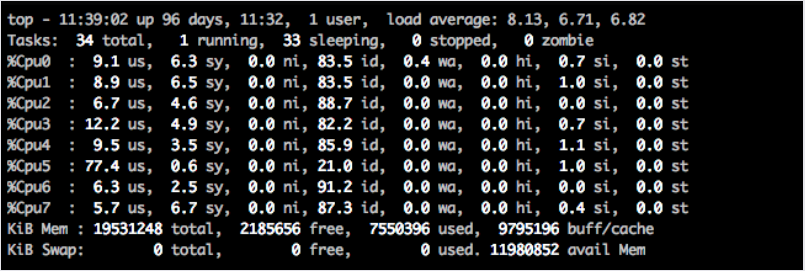 top - 11:39:02 up 96 days, 11:32,  1 user,  load average: 8.13, 6.71, 6.82
Tasks:  34 total,   1 running,  33 sleeping,   0 stopped,   0 zombie
%Cpu0  :  9.1 us,  6.3 sy,  0.0 ni, 83.5 id,  0.4 wa,  0.0 hi,  0.7 si,  0.0 st
%Cpu1  :  8.9 us,  6.5 sy,  0.0 ni, 83.5 id,  0.0 wa,  0.0 hi,  1.0 si,  0.0 st
%Cpu2  :  6.7 us,  4.6 sy,  0.0 ni, 88.7 id,  0.0 wa,  0.0 hi,  0.0 si,  0.0 st
%Cpu3  : 12.2 us,  4.9 sy,  0.0 ni, 82.2 id,  0.0 wa,  0.0 hi,  0.7 si,  0.0 st
%Cpu4  :  9.5 us,  3.5 sy,  0.0 ni, 85.9 id,  0.0 wa,  0.0 hi,  1.1 si,  0.0 st
%Cpu5  : 77.4 us,  0.6 sy,  0.0 ni, 21.0 id,  0.0 wa,  0.0 hi,  1.0 si,  0.0 st
%Cpu6  :  6.3 us,  2.5 sy,  0.0 ni, 91.2 id,  0.0 wa,  0.0 hi,  0.0 si,  0.0 st
%Cpu7  :  5.7 us,  6.7 sy,  0.0 ni, 87.3 id,  0.0 wa,  0.0 hi,  0.4 si,  0.0 st
KiB Mem : 19531248 total,  2185656 free,  7550396 used,  9795196 buff/cache
KiB Swap:        0 total,        0 free,        0 used. 11980852 avail Mem